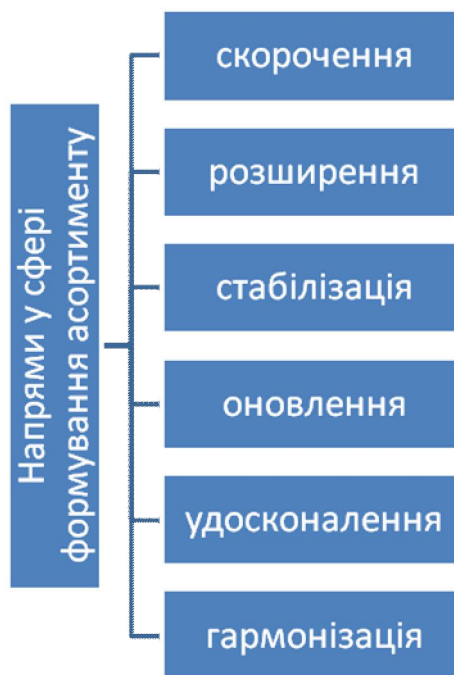 Напрями у сфері
формування асортименту
скорочення
розширення
стабілізація
оновлення
удосконалення
гармонізація